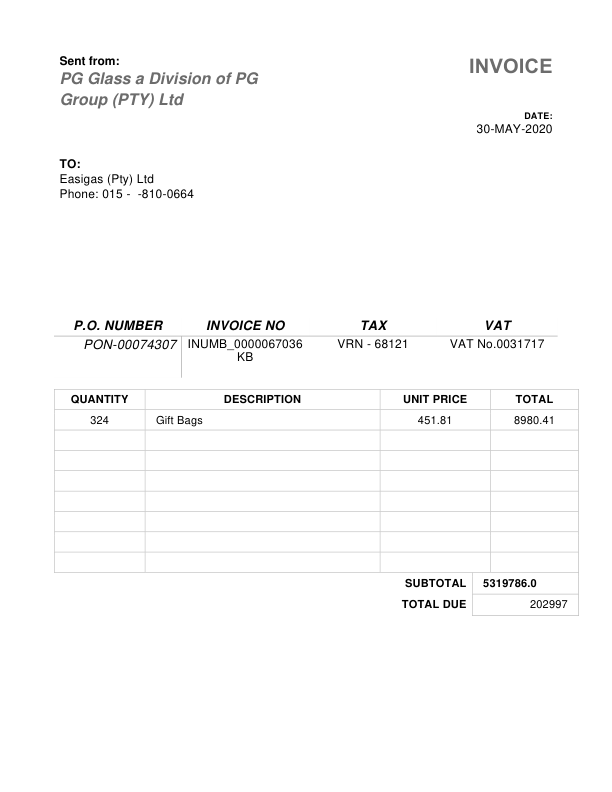 Sent from:
PG Glass a Division of PG
Group (PTY) Ltd
INVOICE
DATE:
30-MAY-2020
TO:
Easigas (Pty) Ltd
Phone: 015 -  -810-0664
P.O. NUMBER INVOICE NO TAX VAT
PON-00074307 INUMB_0000067036 VRN - 68121 VAT No.0031717
KB
QUANTITY DESCRIPTION UNIT PRICE TOTAL
324 Gift Bags 451.81 8980.41
SUBTOTAL 5319786.0
TOTAL DUE 202997